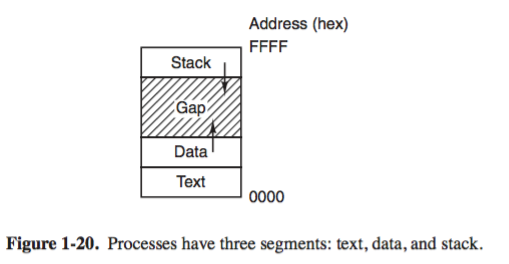 Address (hex)
FFFF
Stack
Gap
Data
Text
0000
Figure 1-20. Processes have three segments: text, data, and stack.